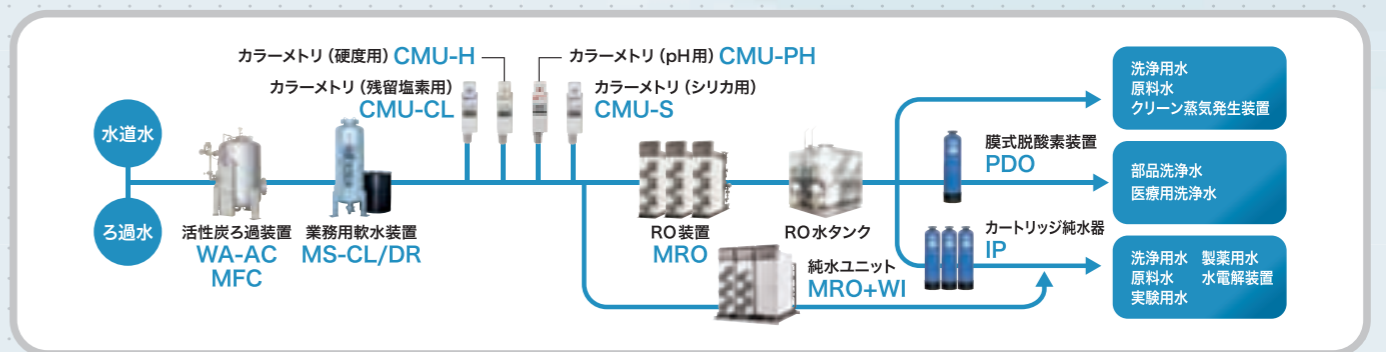 カラーメトリ（硬度用）CMU-H
カラーメトリ（pH用）CMU-PH
カラーメトリ（残留塩素用）
CMU-CL
カラーメトリ（シリカ用）
CMU-S
水道水
ろ過水
活性炭ろ過装置
WA-AC
MFC
業務用軟水装置
MS-CL/DR
RO装置
MRO
RO水タンク
純水ユニット
MRO+WI
膜式脱酸素装置
PDO
カートリッジ純水器
IP
洗浄用水
原料水
クリーン蒸気発生装置
部品洗浄水
医療用洗浄水
洗浄用水　製薬用水
原料水　水電解装置
実験用水